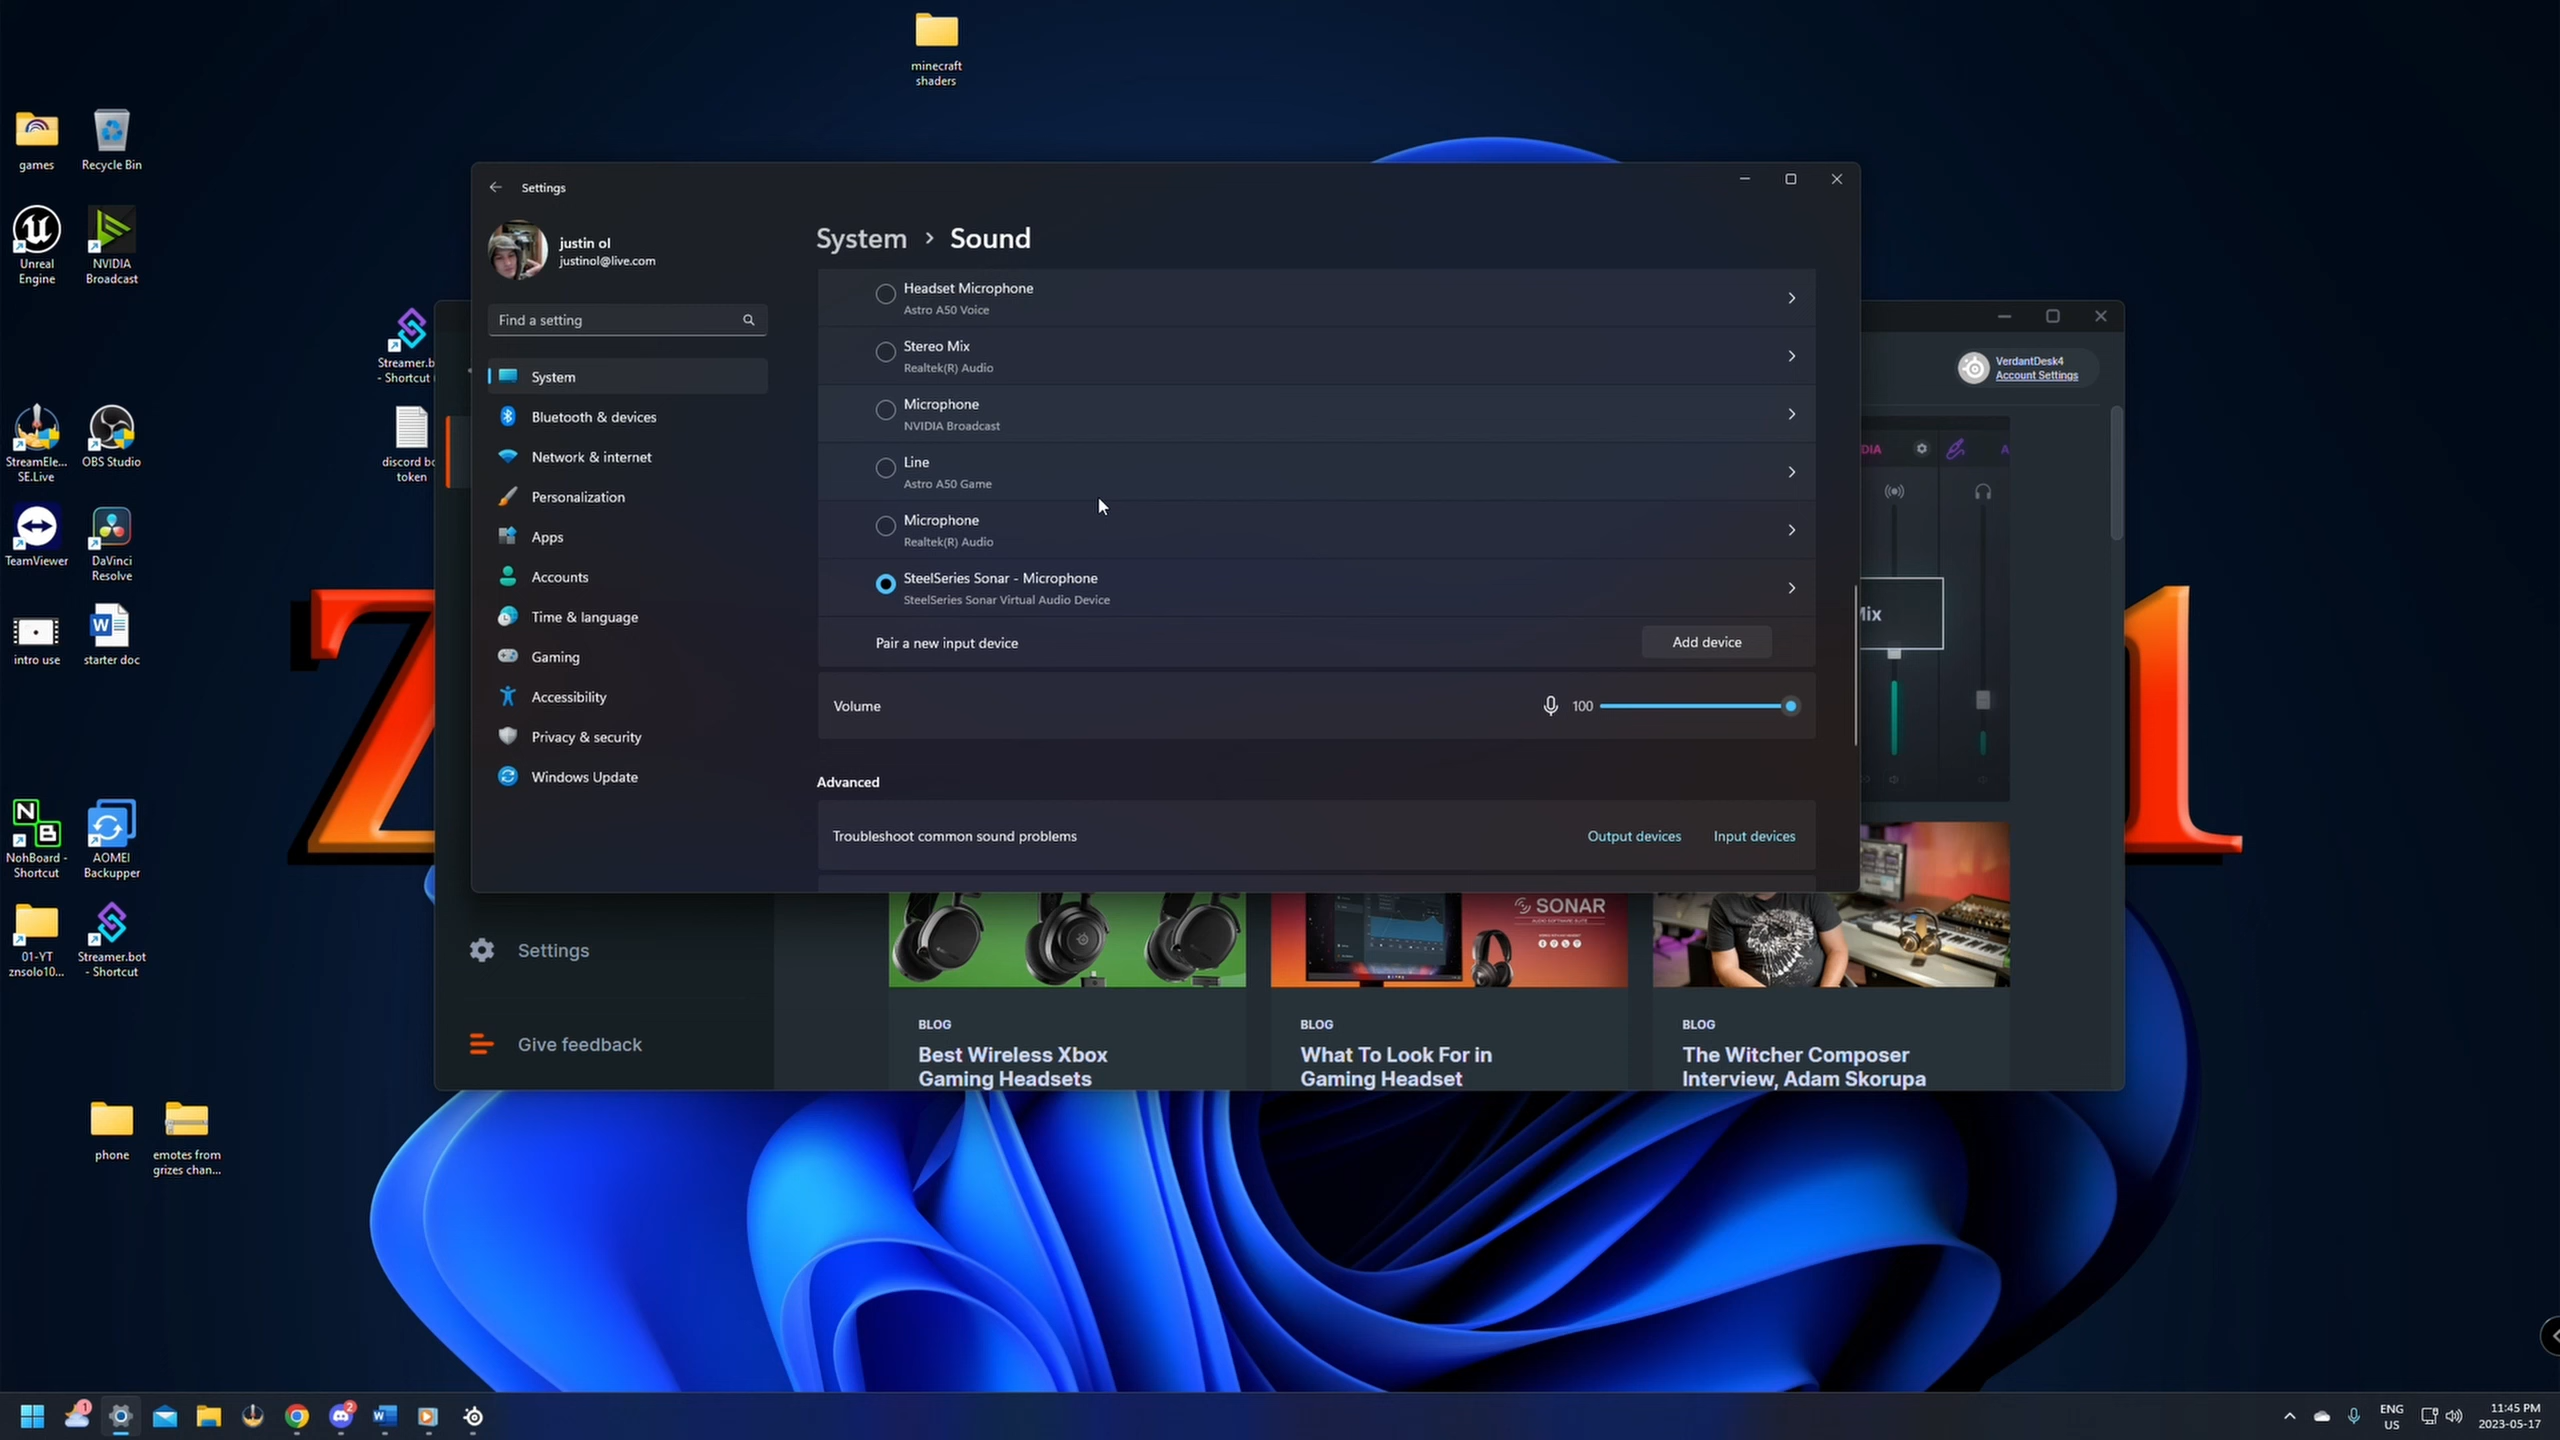 minecraft
shaders
games
Recycle Bin
Unreal
Engine
NVIDIA
Broadcast
Streamer.b
- Shortcut
StreamEle...
SE.Live
OBS Studio
discord bo
token
TeamViewer
DaVinci
Resolve
intro use
starter doc
NohBoard -
Shortcut
AOMEI
Backupper
01-YT
znsolo10...
Streamer.bot
- Shortcut
phone
emotes from
grizes chan...
Settings
justin ol
justinol@live.com
Find a setting
System
Bluetooth & devices
Network & internet
Personalization
Apps
Accounts
Time & language
Gaming
Accessibility
Privacy & security
Windows Update
System > Sound
Headset Microphone
Astro A50 Voice
Stereo Mix
Realtek(R) Audio
Microphone
NVIDIA Broadcast
Line
Astro A50 Game
Microphone
Realtek(R) Audio
SteelSeries Sonar - Microphone
SteelSeries Sonar Virtual Audio Device
Pair a new input device
Add device
Volume
100
Advanced
Troubleshoot common sound problems
Output devices
Input devices
VerdantDesk4
Account Settings
DIA
A
Mix
Z
1
Settings
Give feedback
SONAR
BLOG
Best Wireless Xbox
Gaming Headsets
BLOG
What To Look For in
Gaming Headset
BLOG
The Witcher Composer
Interview, Adam Skorupa
1
2
ENG
US
11:45 PM
2023-05-17